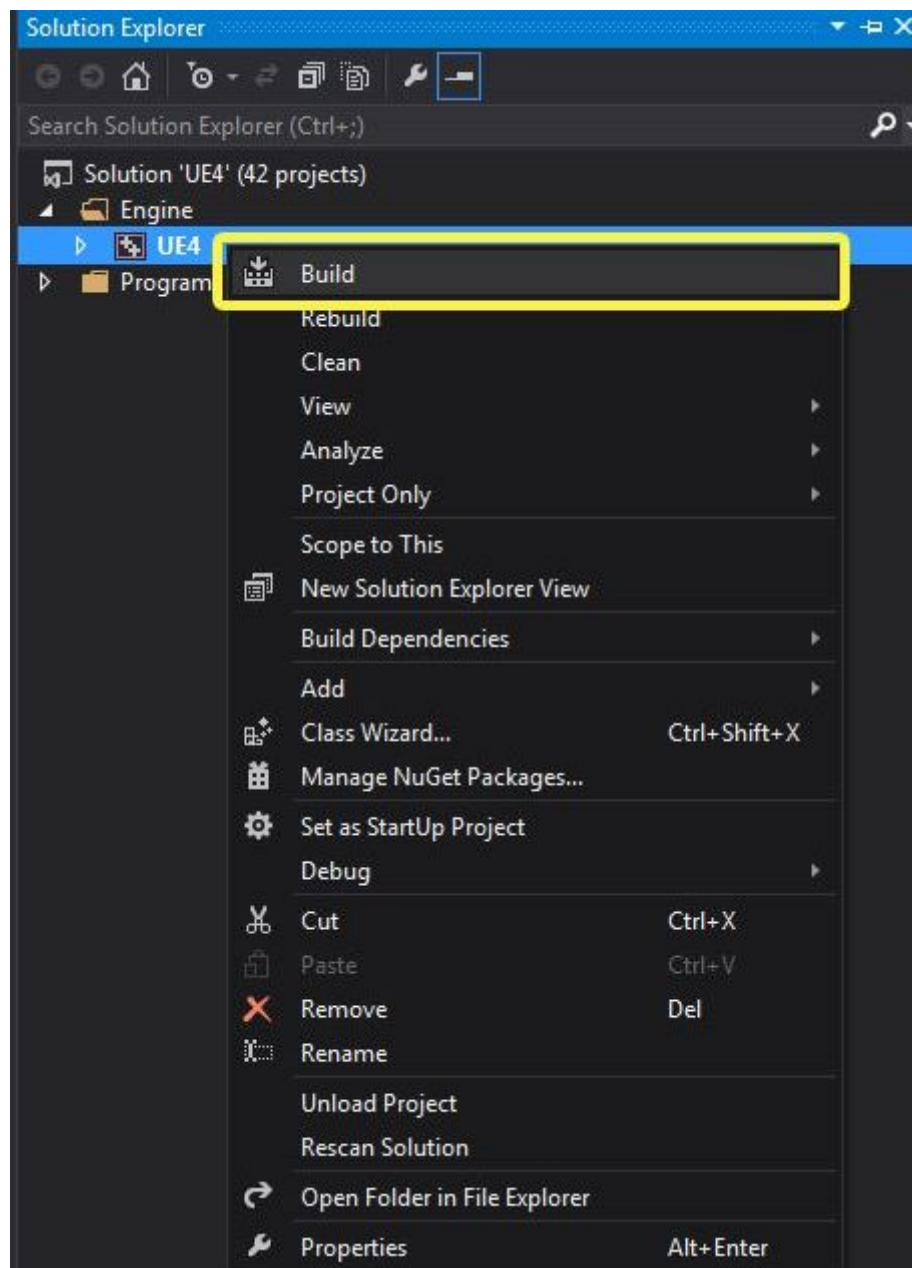 Solution Explorer
Search Solution Explorer (Ctrl+;)
Solution 'UE4' (42 projects)
Engine
UE4
Program
Build
Rebuild
Clean
View
Analyze
Project Only
Scope to This
New Solution Explorer View
Build Dependencies
Add
Class Wizard... Ctrl+Shift+X
Manage NuGet Packages...
Set as StartUp Project
Debug
Cut Ctrl+X
Paste Ctrl+V
Remove Del
Rename
Unload Project
Rescan Solution
Open Folder in File Explorer
Properties Alt+Enter